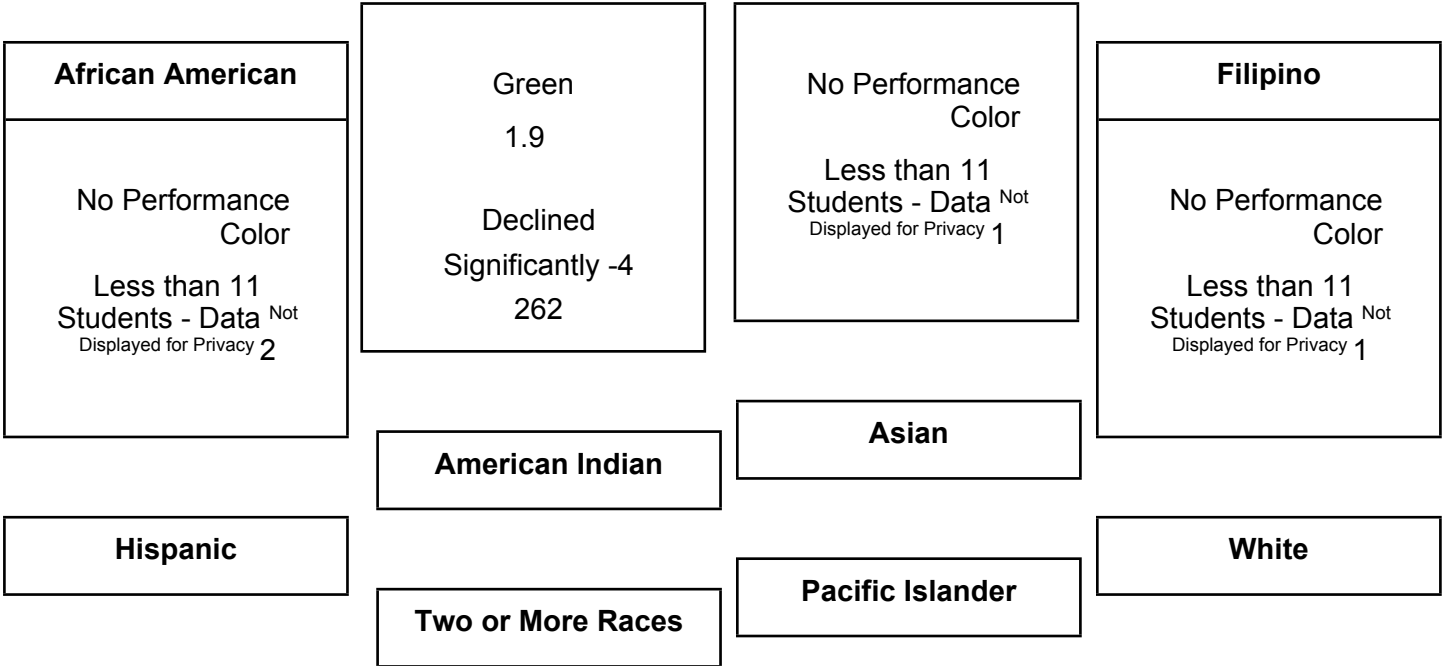 African American
No Performance
Color
Less than 11
Students - Data Not
Displayed for Privacy 2
Green
1.9
Declined
Significantly -4
262
No Performance
Color
Less than 11
Students - Data Not
Displayed for Privacy 1
Filipino
No Performance
Color
Less than 11
Students - Data Not
Displayed for Privacy 1
American Indian
Asian
Hispanic
Two or More Races
Pacific Islander
White